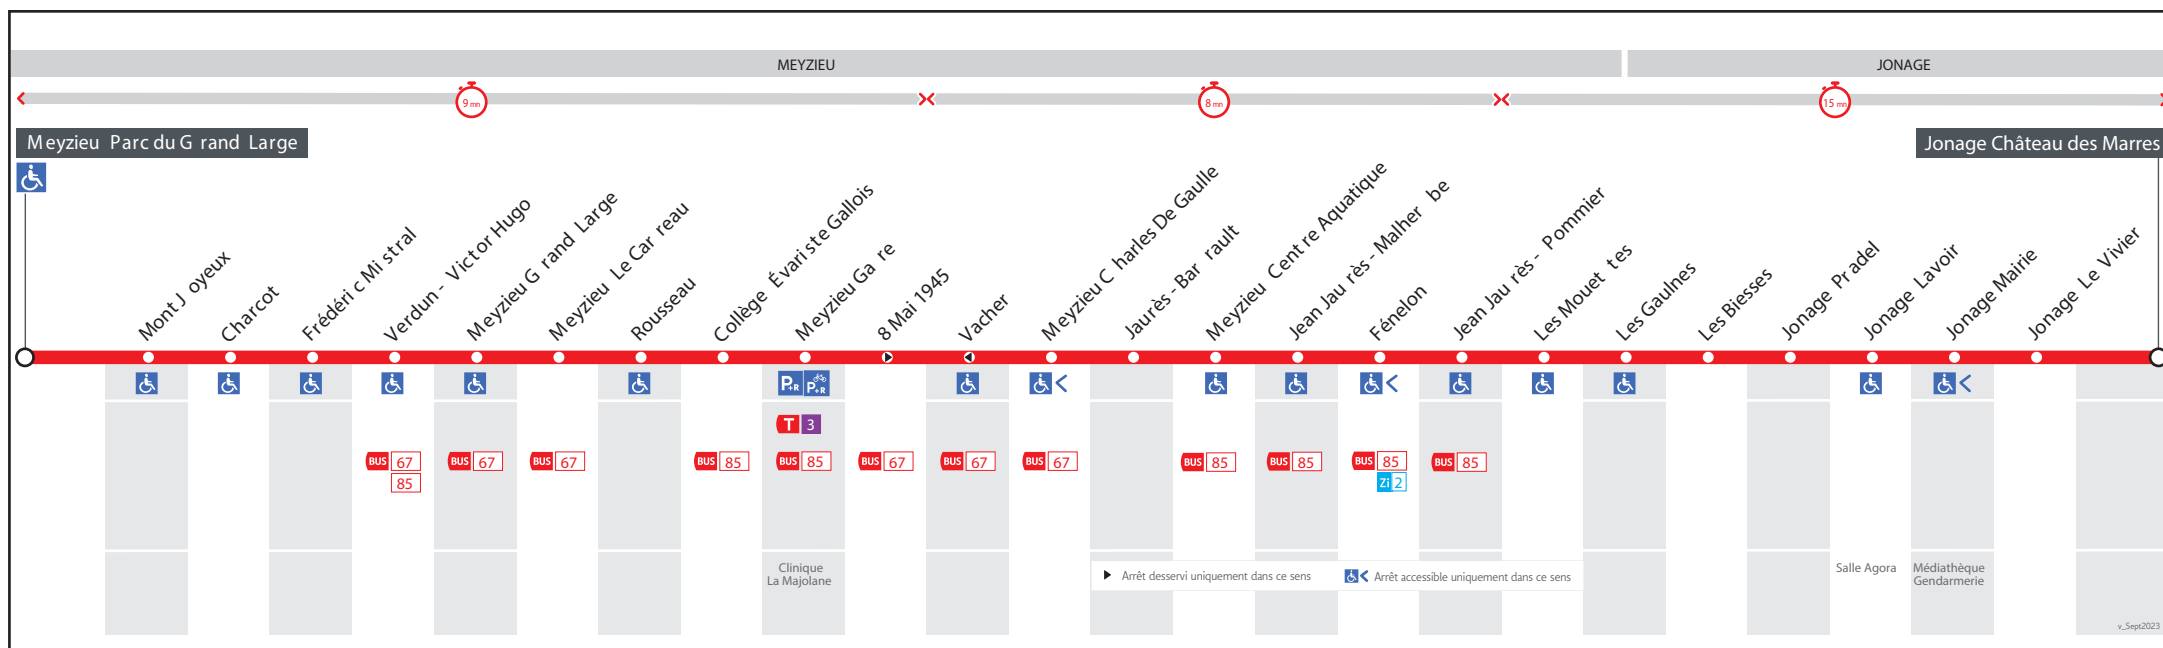 MEYZIEU
JONAGE
9 mn
8 mn
15 mn
Meyzieu Parc du Grand Large
Jonage Château des Marres
Mont Joyeux
Charcot
Frédéric Mistral
Verdun - Victor Hugo
Meyzieu Grand Large
Meyzieu Le Carreau
Rousseau
Collège Évariste Gallois
Meyzieu Gare
8 Mai 1945
Vacher
Meyzieu Charles De Gaulle
Jaurès - Barrault
Meyzieu Centre Aquatique
Jean Jaurès - Malherbe
Fénelon
Jean Jaurès - Pommier
Les Mouettes
Les Gaulnes
Les Biesses
Jonage Pradel
Jonage Lavoir
Jonage Mairie
Jonage Le Vivier
P+R P+R
T 3
BUS 67
85
BUS 67
BUS 67
BUS 85
BUS 85
BUS 67
BUS 67
BUS 67
BUS 85
BUS 85
BUS 85
Zi 2
BUS 85
Clinique
La Majolane
Arrêt desservi uniquement dans ce sens
Arrêt accessible uniquement dans ce sens
Salle Agora
Médiathèque
Gendarmerie
v_Sept2023